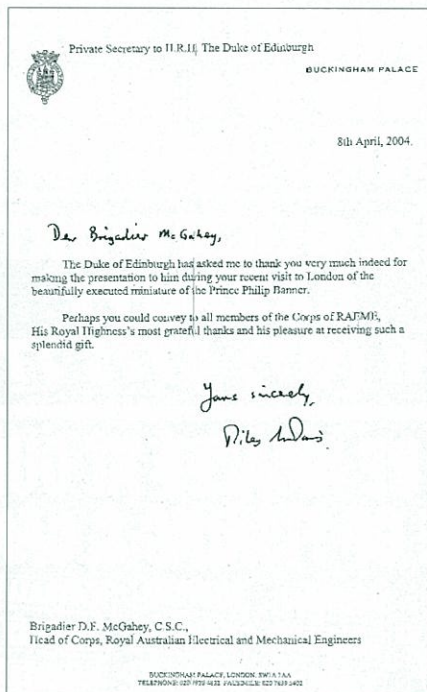 Private Secretary to H.R.H. The Duke of Edinburgh
BUCKINGHAM PALACE
8th April, 2004.
Dear Brigadier McGahey,
The Duke of Edinburgh has asked me to thank you very much indeed for
making the presentation to him during your recent visit to London of the
beautifully executed miniature of the Prince Philip Banner.
Perhaps you could convey to all members of the Corps of RAEME,
His Royal Highness's most grateful thanks and his pleasure at receiving such a
splendid gift.
Yours sincerely,
Brigadier D.F. McGahey, C.S.C.,
Head of Corps, Royal Australian Electrical and Mechanical Engineers
BUCKINGHAM PALACE, LONDON, SW1A 1AA
TELEPHONE: FACSIMILE: